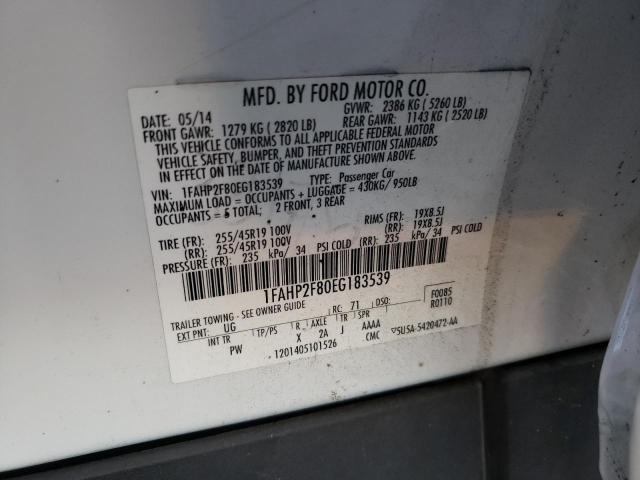 MFD. BY FORD MOTOR CO.
DATE: 05/14 GVWR: 2386 KG ( 5260 LB)
FRONT GAWR: 1279 KG ( 2820 LB) REAR GAWR: 1143 KG ( 2520 LB)
THIS VEHICLE CONFORMS TO ALL APPLICABLE FEDERAL MOTOR
VEHICLE SAFETY, BUMPER, AND THEFT PREVENTION STANDARDS
IN EFFECT ON THE DATE OF MANUFACTURE SHOWN ABOVE.
VIN: 1FAHP2F80EG183539 TYPE: Passenger Car
MAXIMUM LOAD = OCCUPANTS + LUGGAGE = 430KG/ 950LB
OCCUPANTS = 5 TOTAL; 2 FRONT, 3 REAR
TIRE (FR): 255/45R19 100V RIMS (FR): 19X8.5J
(RR): 255/45R19 100V (RR): 19X8.5J
PRESSURE (FR): 235 kPa/ 34 PSI COLD (RR): 235 kPa/ 34 PSI COLD
1FAHP2F80EG183539
TRAILER TOWING - SEE OWNER GUIDE
F0085
R0110
EXT PNT: UG RC: 71 DSO:
INT TR TP/PS R AXLE TR SPR
PW X 2A J AAAA
1201405101526 CMC
5U5A-5420472-AA